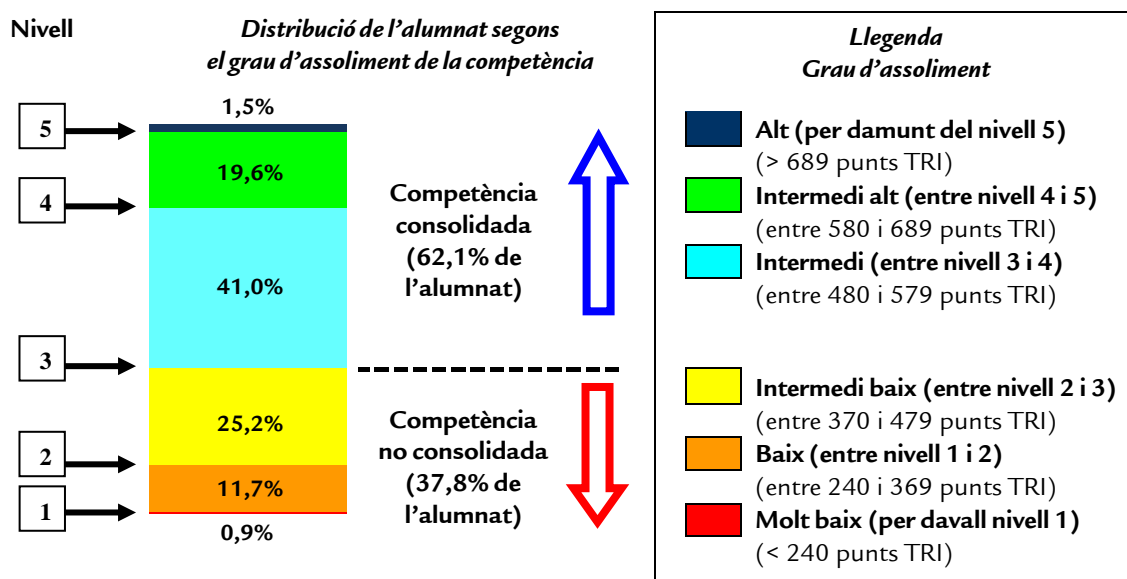 Nivell
Distribució de l'alumnat segons
el grau d'assoliment de la competència
1,5%
5
19,6%
4
41,0%
3
25,2%
2
11,7%
1
0,9%
Competència
consolidada
(62,1% de
l'alumnat)
Competència
no consolidada
(37,8% de
l'alumnat)
Llegenda
Grau d'assoliment
Alt (per damunt del nivell 5)
(> 689 punts TRI)
Intermedi alt (entre nivell 4 i 5)
(entre 580 i 689 punts TRI)
Intermedi (entre nivell 3 i 4)
(entre 480 i 579 punts TRI)
Intermedi baix (entre nivell 2 i 3)
(entre 370 i 479 punts TRI)
Baix (entre nivell 1 i 2)
(entre 240 i 369 punts TRI)
Molt baix (per davall nivell 1)
(< 240 punts TRI)